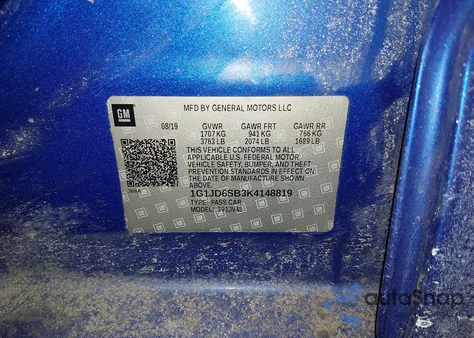 GM
MFD BY GENERAL MOTORS LLC
08/19 GVWR GAWR FRT GAWR RR
1707 KG 941 KG 766 KG
3763 LB 2074 LB 1689 LB
THIS VEHICLE CONFORMS TO ALL
APPLICABLE U.S. FEDERAL MOTOR
VEHICLE SAFETY, BUMPER, AND THEFT
PREVENTION STANDARDS IN EFFECT ON
THE DATE OF MANUFACTURE SHOWN
ABOVE.
1G1JD6SB3K4148819
TYPE: PASS CAR
MODEL:
autoSnap